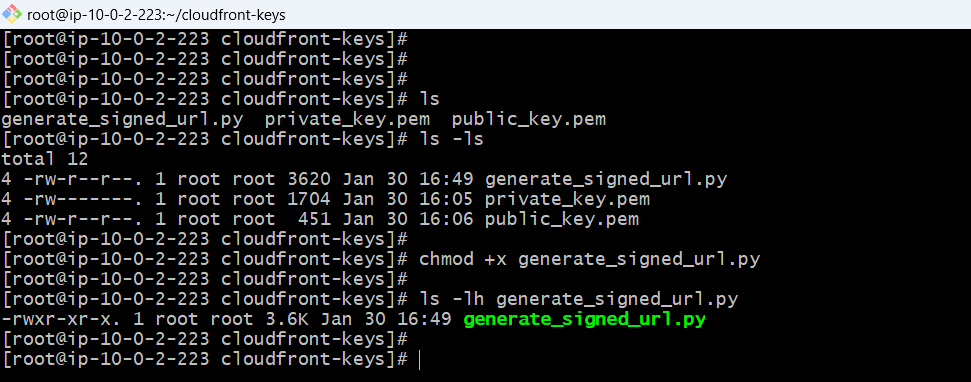 root@ip-10-0-2-223:~/cloudfront-keys
[root@ip-10-0-2-223 cloudfront-keys]#
[root@ip-10-0-2-223 cloudfront-keys]#
[root@ip-10-0-2-223 cloudfront-keys]#
[root@ip-10-0-2-223 cloudfront-keys]# ls
generate_signed_url.py  private_key.pem  public_key.pem
[root@ip-10-0-2-223 cloudfront-keys]# ls -ls
total 12
4 -rw-r--r--. 1 root root 3620 Jan 30 16:49 generate_signed_url.py
4 -rw-------. 1 root root 1704 Jan 30 16:05 private_key.pem
4 -rw-r--r--. 1 root root  451 Jan 30 16:06 public_key.pem
[root@ip-10-0-2-223 cloudfront-keys]#
[root@ip-10-0-2-223 cloudfront-keys]# chmod +x generate_signed_url.py
[root@ip-10-0-2-223 cloudfront-keys]#
[root@ip-10-0-2-223 cloudfront-keys]# ls -lh generate_signed_url.py
-rwxr-xr-x. 1 root root 3.6K Jan 30 16:49 generate_signed_url.py
[root@ip-10-0-2-223 cloudfront-keys]#
[root@ip-10-0-2-223 cloudfront-keys]#